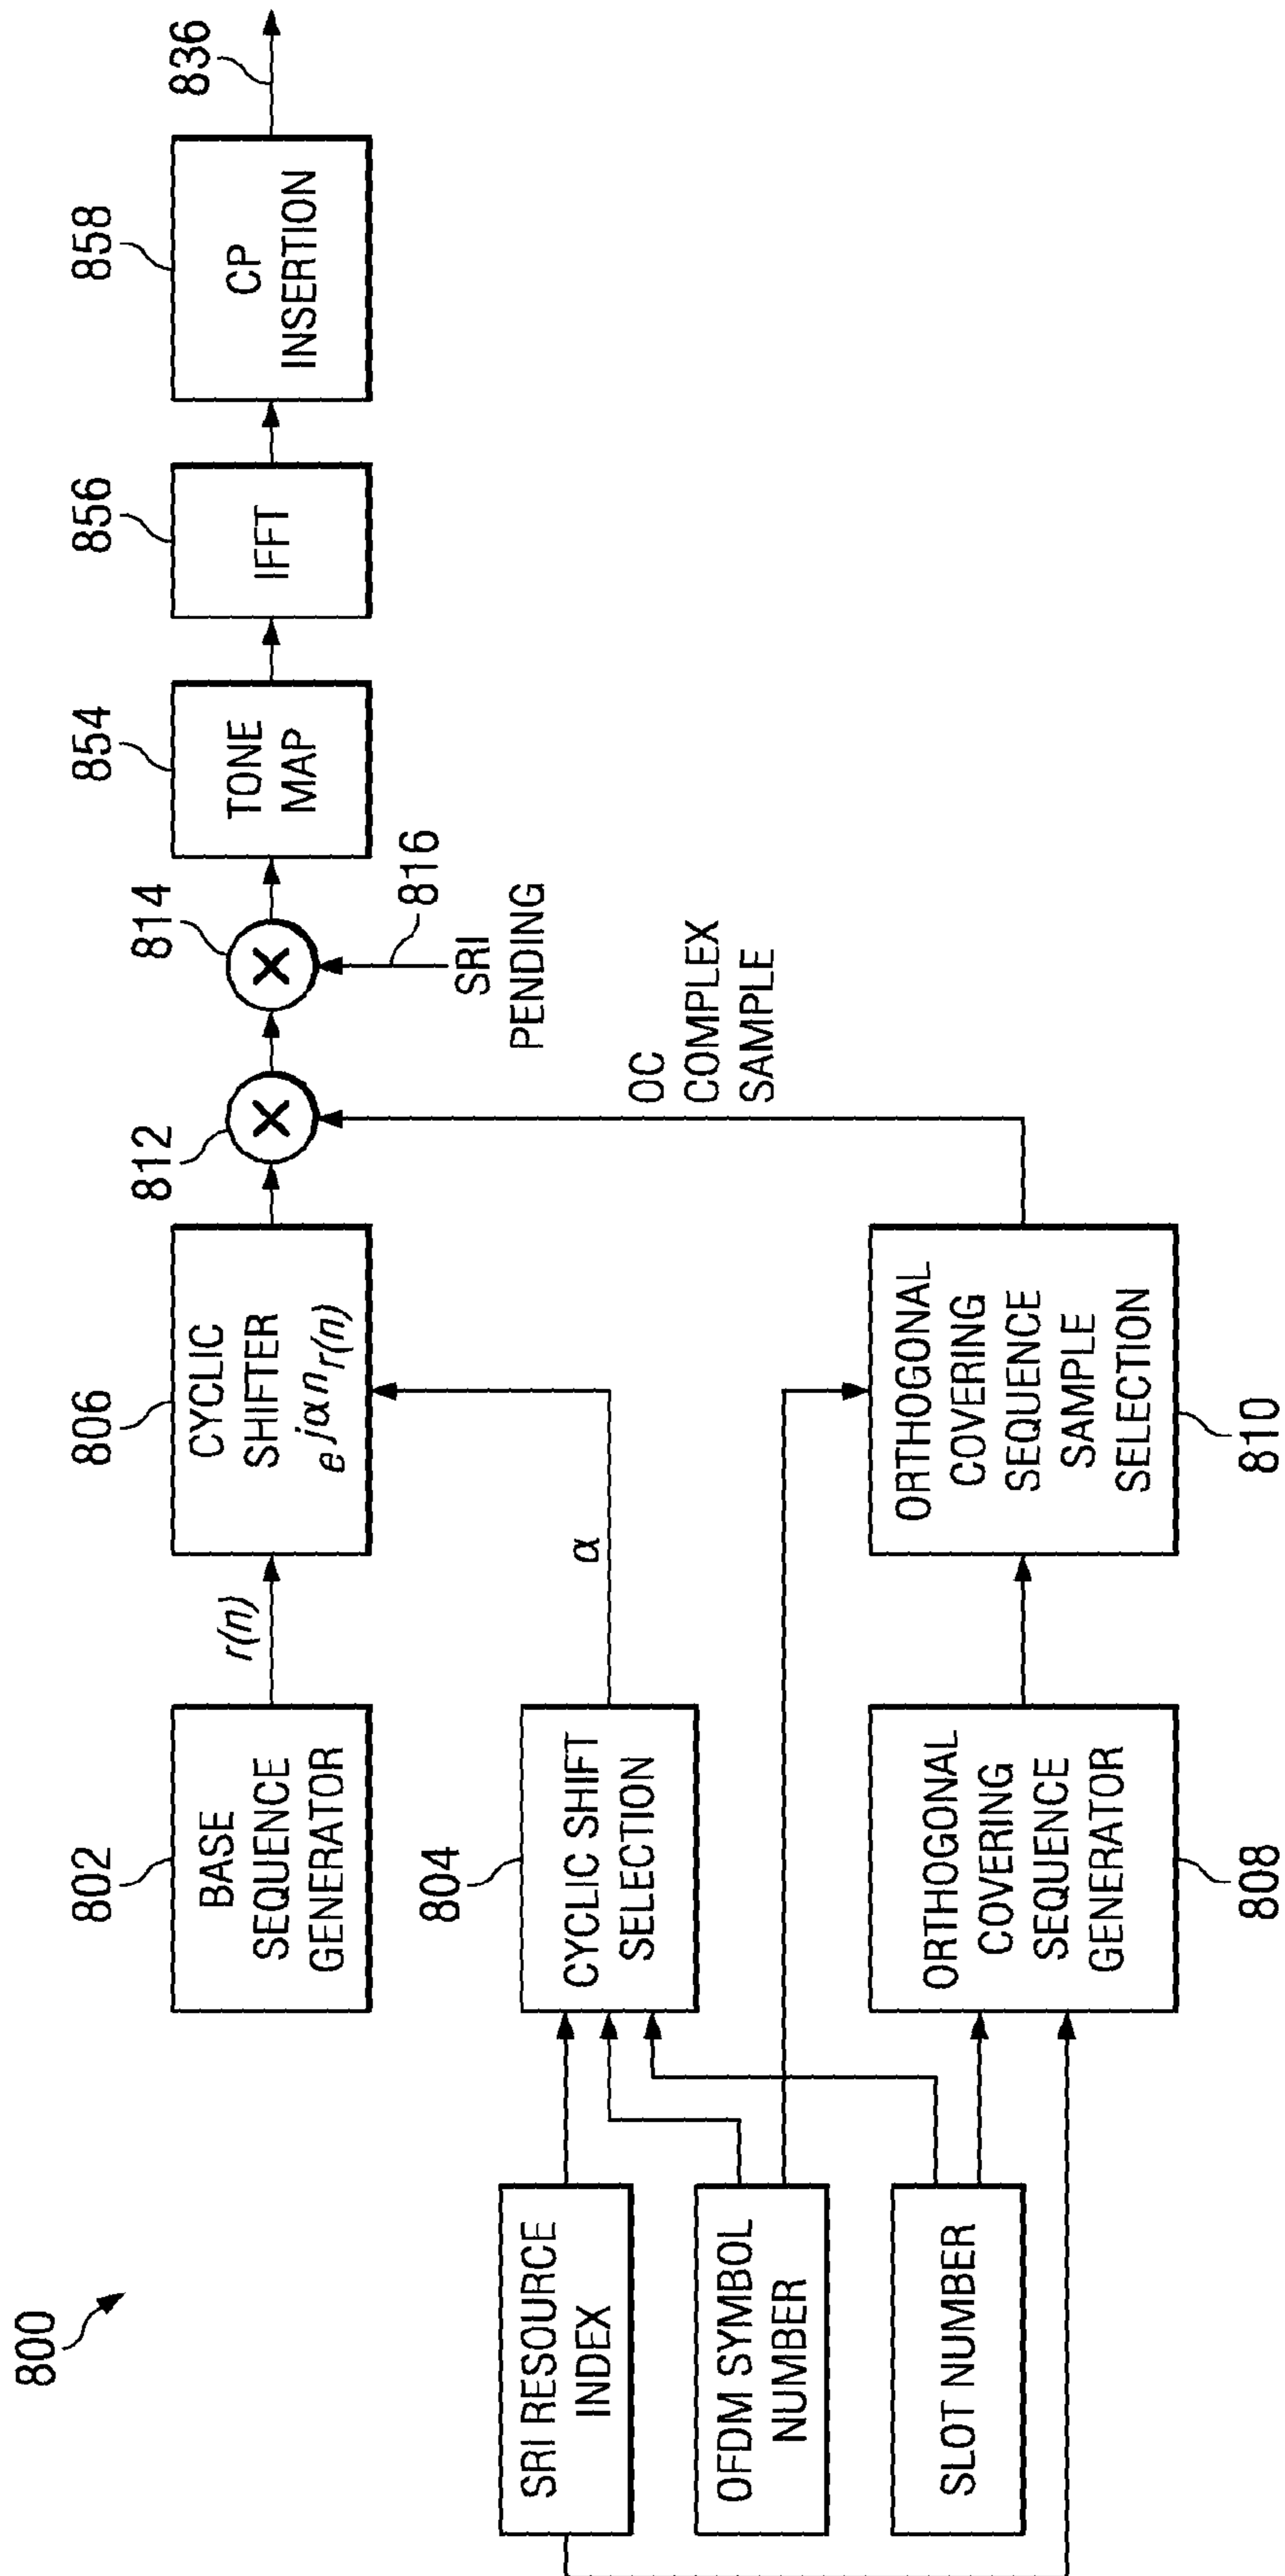 800
802
BASE
SEQUENCE
GENERATOR
r(n)
806
CYCLIC
SHIFTER
e^{jαn}r(n)
812
814
816
SRI
PENDING
854
TONE
MAP
856
IFFT
858
CP
INSERTION
836
SRI RESOURCE
INDEX
OFDM SYMBOL
NUMBER
SLOT NUMBER
804
CYCLIC SHIFT
SELECTION
α
OC
COMPLEX
SAMPLE
ORTHOGONAL
COVERING
SEQUENCE
GENERATOR
808
ORTHOGONAL
COVERING
SEQUENCE
SAMPLE
SELECTION
810